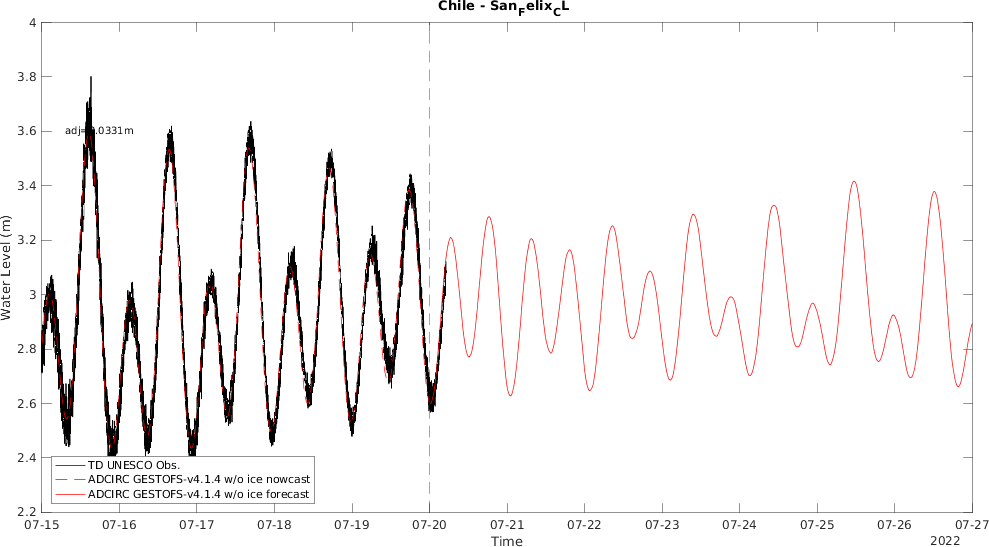 Chile - SanFelixCL
4
3.8
3.6
3.4
3.2
3
2.8
2.6
2.4
2.2
Water Level (m)
.0331m
TD UNESCO Obs.
ADCIRC GESTOFS-v4.1.4 w/o ice nowcast
ADCIRC GESTOFS-v4.1.4 w/o ice forecast
07-15 07-16 07-17 07-18 07-19 07-20 07-21 07-22 07-23 07-24 07-25 07-26 07-27
Time
2022